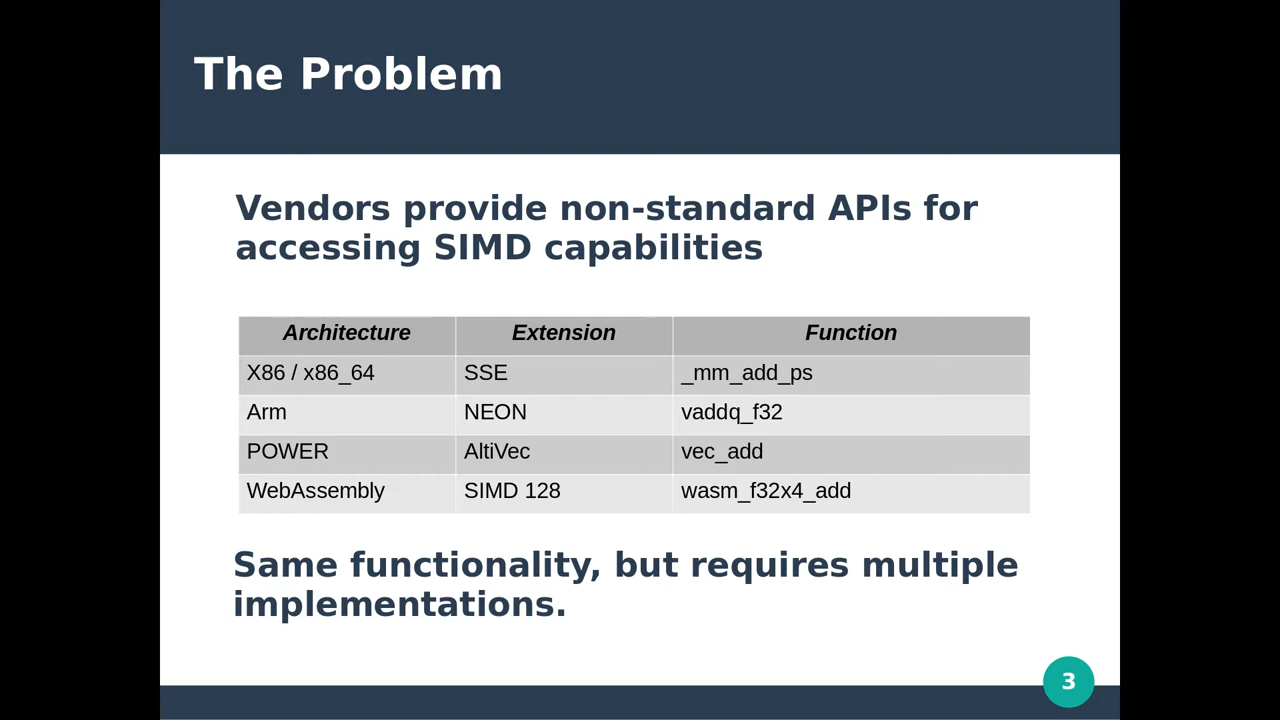 The Problem
Vendors provide non-standard APIs for
accessing SIMD capabilities
Architecture Extension Function
X86 / x86_64 SSE _mm_add_ps
Arm NEON vaddq_f32
POWER AltiVec vec_add
WebAssembly SIMD 128 wasm_f32x4_add
Same functionality, but requires multiple
implementations.
3